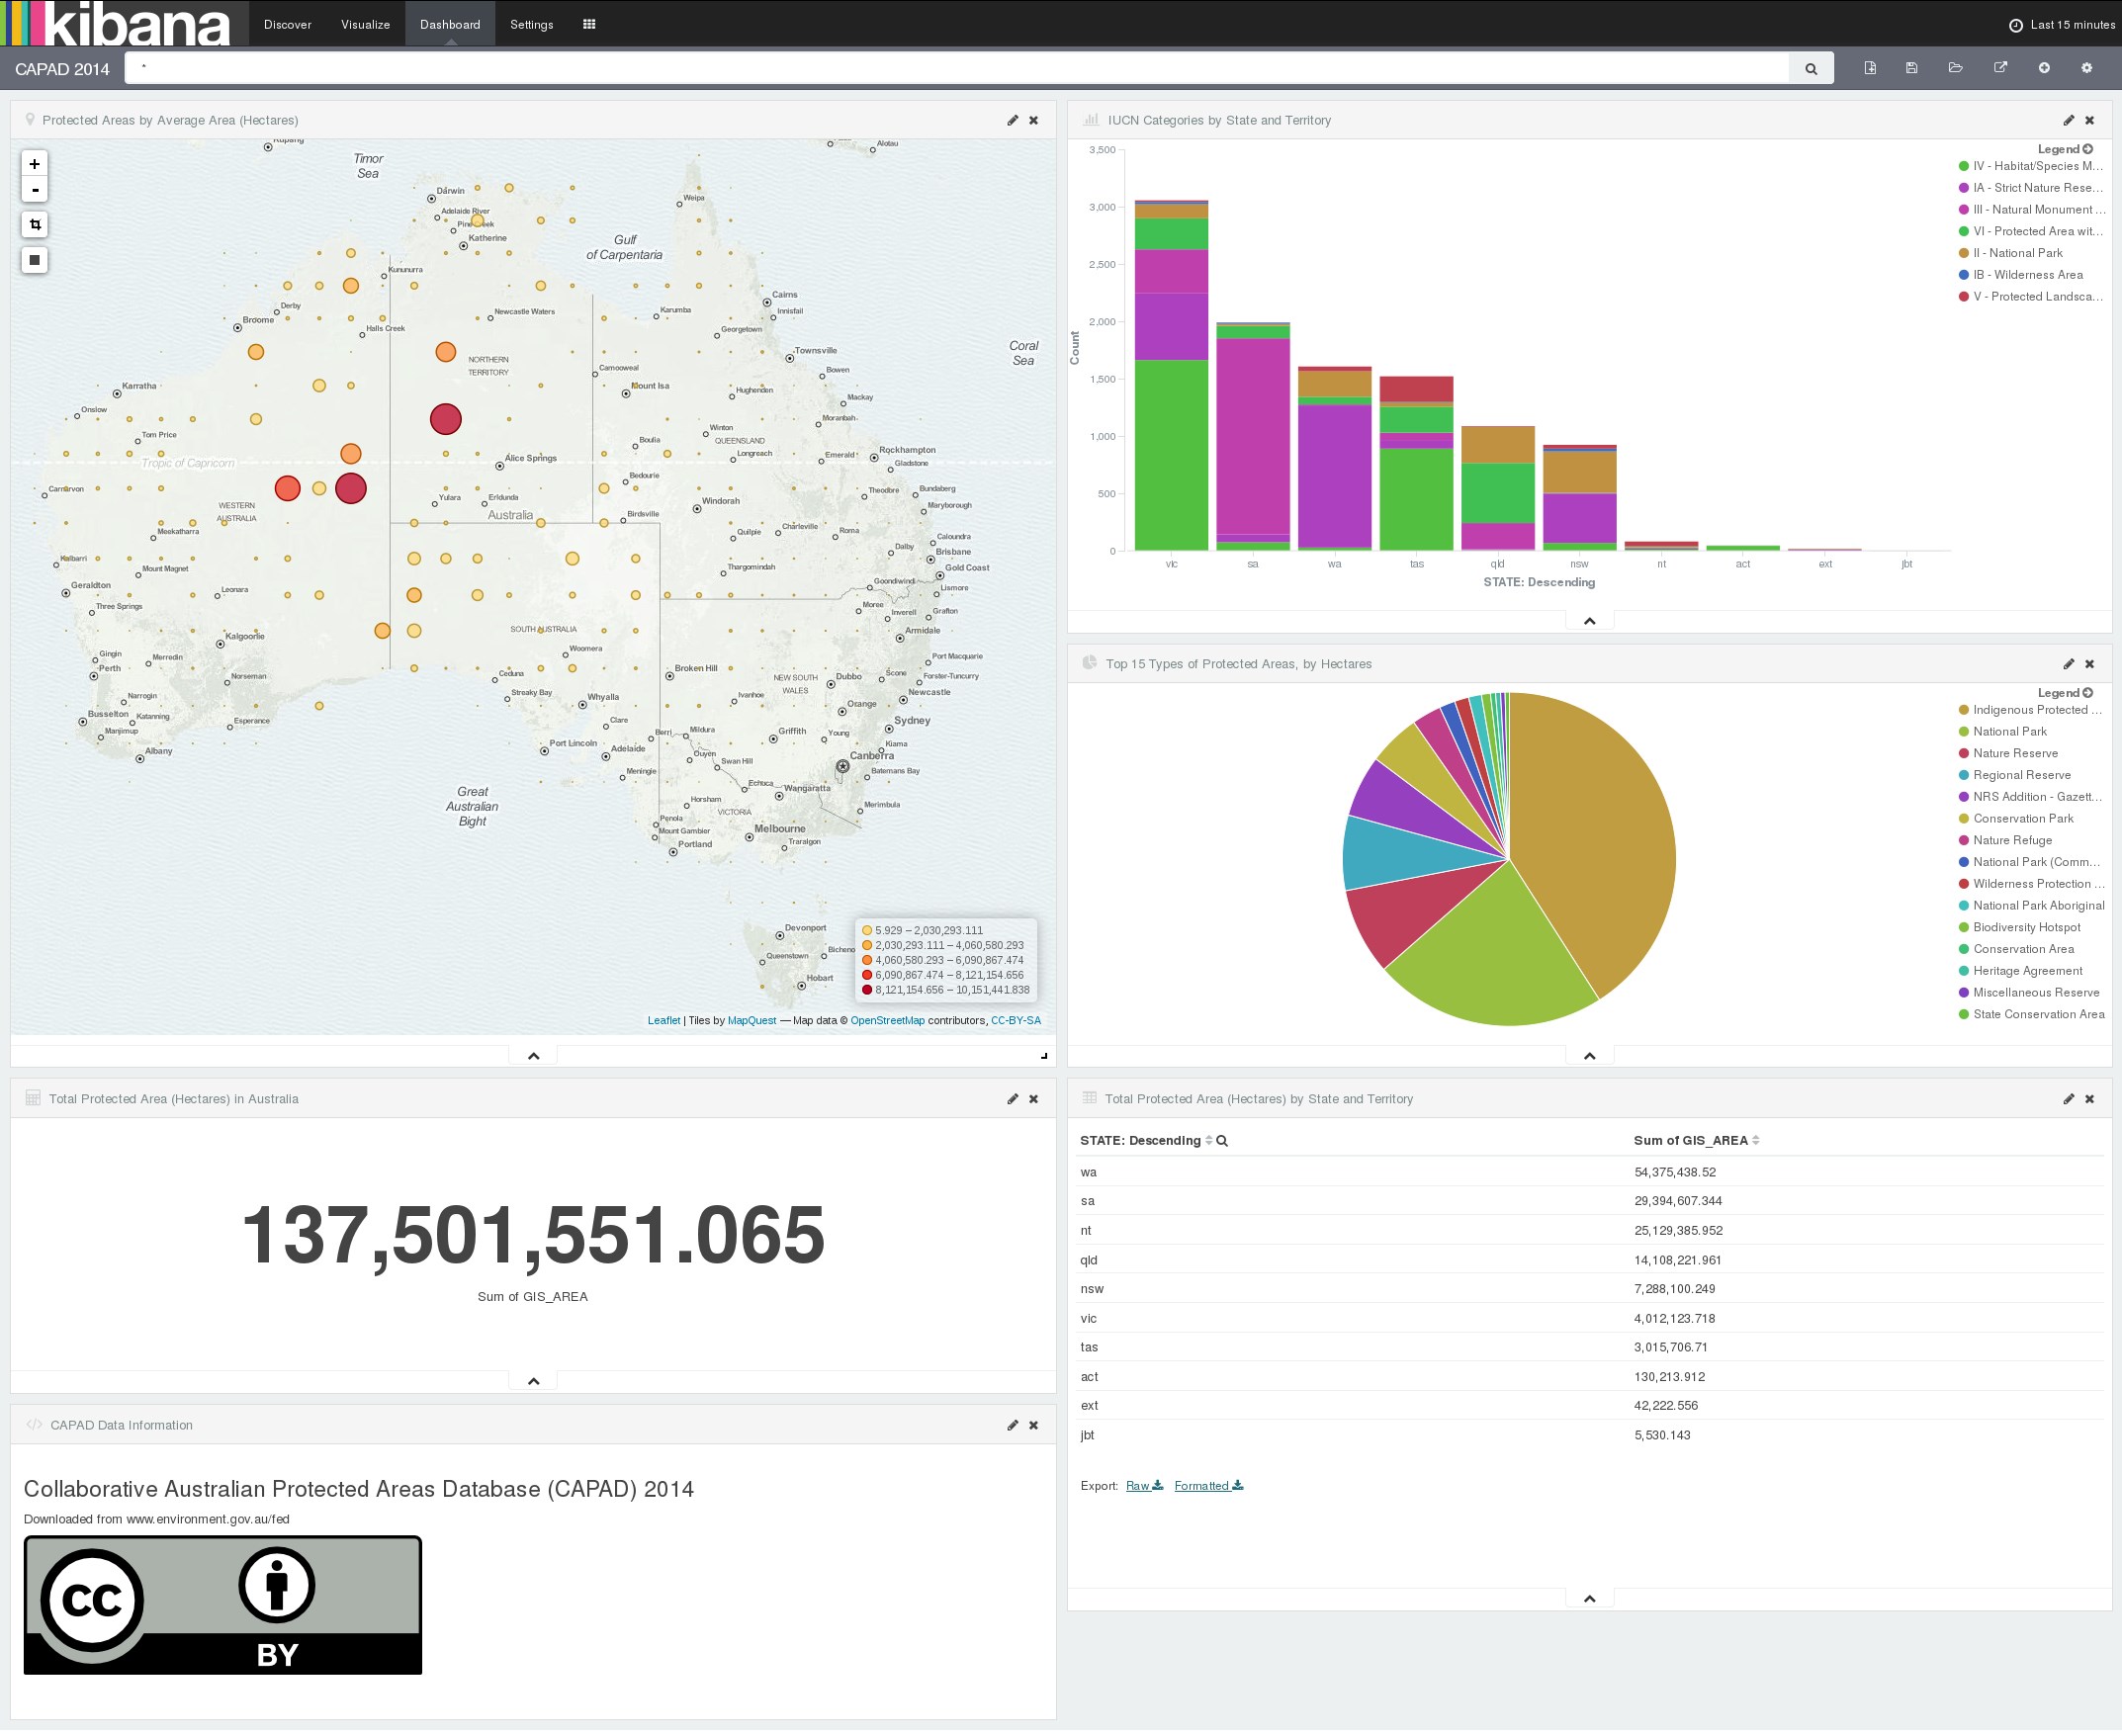 kibana
Discover
Visualize
Dashboard
Settings
Last 15 minutes
CAPAD 2014
*
Protected Areas by Average Area (Hectares)
+
-
Timor
Sea
Alotau
Darwin
Weipa
Adelaide River
Katherine
Gulf
of Carpentaria
Kununurra
Derby
Cairns
Innisfail
Broome
Newcastle Waters
Karumba
Halls Creek
Georgetown
Coral
Sea
NORTHERN
TERRITORY
Townsville
Camooweal
Bowen
Karratha
Mount Isa
Hughenden
Mackay
Onslow
Moranbah
Tom Price
Winton
Boulia
QUEENSLAND
Tropic of Capricorn
Alice Springs
Longreach
Emerald
Rockhampton
Gladstone
Bedourie
Carnarvon
Yulara
Erldunda
Theodore
Bundaberg
WESTERN
AUSTRALIA
Windorah
Maryborough
Australia
Birdsville
Meekatharra
Quilpie
Charleville
Roma
Caloundra
Dalby
Brisbane
Kalbarri
Mount Magnet
Thargomindah
Gold Coast
Geraldton
Leonara
Goondiwindi
Lismore
Three Springs
Moree
Inverell
Grafton
SOUTH AUSTRALIA
Kalgoorlie
Armidale
Gingin
Merredin
Woomera
Port Macquarie
Perth
Broken Hill
Norseman
Ceduna
NEW SOUTH
WALES
Dubbo
Scone
Forster-Tuncurry
Narrogin
Streaky Bay
Whyalla
Ivanhoe
Newcastle
Busselton
Katanning
Esperance
Clare
Orange
Manjimup
Berri
Mildura
Griffith
Young
Sydney
Albany
Port Lincoln
Adelaide
Ouyen
Kiama
Meningie
Swan Hill
Canberra
Batemans Bay
Great
Australian
Bight
Echuca
Wangaratta
Horsham
VICTORIA
Merimbula
Penola
Mount Gambier
Melbourne
Portland
Traralgon
Devonport
Queenstown
Bicheno
Hobart
5.929 – 2,030,293.111
2,030,293.111 – 4,060,580.293
4,060,580.293 – 6,090,867.474
6,090,867.474 – 8,121,154.656
8,121,154.656 – 10,151,441.838
Leaflet | Tiles by MapQuest — Map data © OpenStreetMap contributors, CC-BY-SA
IUCN Categories by State and Territory
3,500
3,000
2,500
2,000
1,500
1,000
500
0
Count
vic
sa
wa
tas
qld
nsw
nt
act
ext
jbt
STATE: Descending
Legend
IV - Habitat/Species M...
IA - Strict Nature Rese...
III - Natural Monument ...
VI - Protected Area wit...
II - National Park
IB - Wilderness Area
V - Protected Landsca...
Top 15 Types of Protected Areas, by Hectares
Legend
Indigenous Protected ...
National Park
Nature Reserve
Regional Reserve
NRS Addition - Gazett...
Conservation Park
Nature Refuge
National Park (Comm...
Wilderness Protection ...
National Park Aboriginal
Biodiversity Hotspot
Conservation Area
Heritage Agreement
Miscellaneous Reserve
State Conservation Area
Total Protected Area (Hectares) in Australia
137,501,551.065
Sum of GIS_AREA
Total Protected Area (Hectares) by State and Territory
STATE: Descending Sum of GIS_AREA
wa 54,375,438.52
sa 29,394,607.344
nt 25,129,385.952
qld 14,108,221.961
nsw 7,288,100.249
vic 4,012,123.718
tas 3,015,706.71
act 130,213.912
ext 42,222.556
jbt 5,530.143
Export: Raw Formatted
CAPAD Data Information
Collaborative Australian Protected Areas Database (CAPAD) 2014
Downloaded from www.environment.gov.au/fed
CC
BY